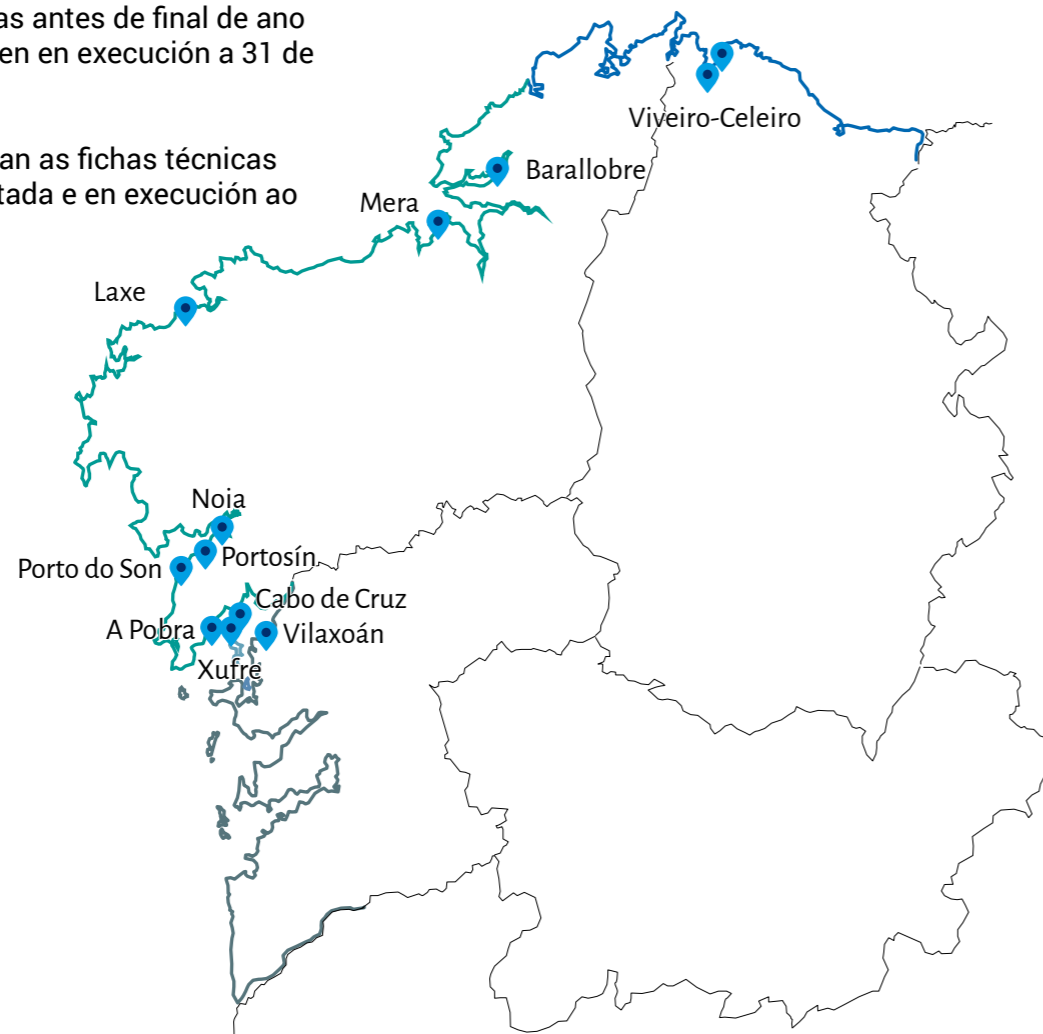 as antes de final de ano
en en execución a 31 de
an as fichas técnicas
tada e en execución ao
Viveiro-Celeiro
Barallobre
Mera
Laxe
Noia
Portosín
Porto do Son
Cabo de Cruz
A Pobra
Vilaxoán
Xufre